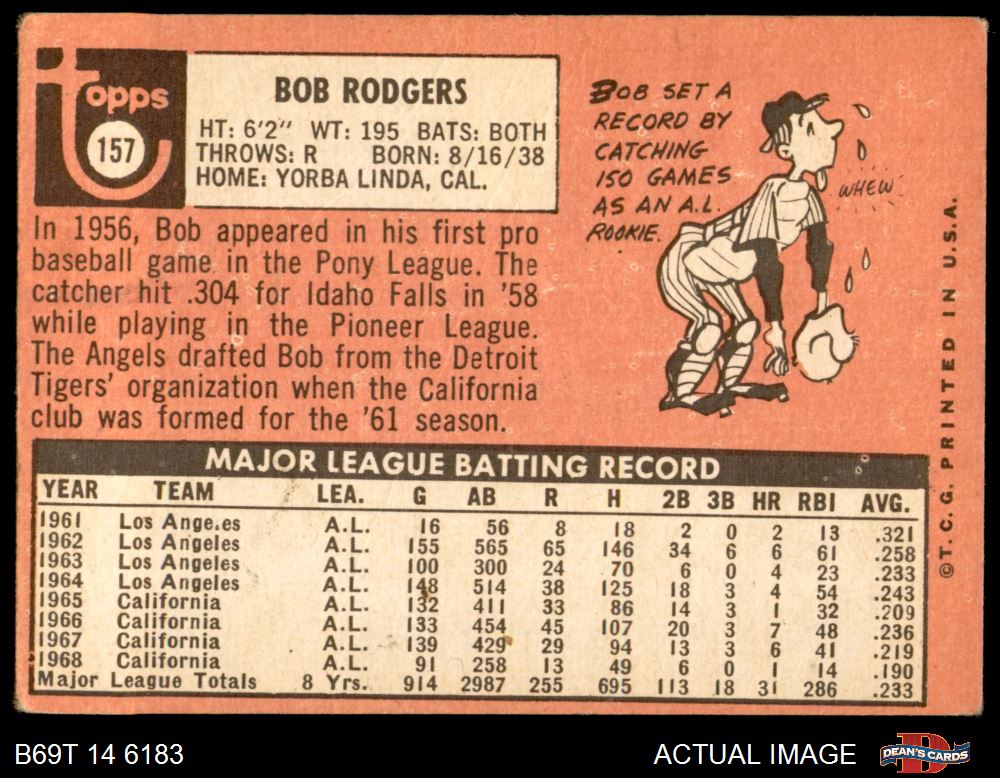 Topps
157
BOB RODGERS
HT: 6'2" WT: 195 BATS: BOTH
THROWS: R BORN: 8/16/38
HOME: YORBA LINDA, CAL.
In 1956, Bob appeared in his first pro
baseball game in the Pony League. The
catcher hit .304 for Idaho Falls in '58
while playing in the Pioneer League.
The Angels drafted Bob from the Detroit
Tigers' organization when the California
club was formed for the '61 season.
BOB SET A
RECORD BY
CATCHING
150 GAMES
AS AN A.L.
ROOKIE.
WHEW
©T. C. G. PRINTED IN U.S.A.
MAJOR LEAGUE BATTING RECORD
YEAR TEAM LEA. G AB R H 2B 3B HR RBI AVG.
1961 Los Angeles A.L. 16 56 8 18 2 0 2 13 .321
1962 Los Angeles A.L. 155 565 65 146 34 6 6 61 .258
1963 Los Angeles A.L. 100 300 24 70 6 0 4 23 .233
1964 Los Angeles A.L. 148 514 38 125 18 3 4 54 .243
1965 California A.L. 132 411 33 86 14 3 1 32 .209
1966 California A.L. 133 454 45 107 20 3 7 48 .236
1967 California A.L. 139 429 29 94 13 3 6 41 .219
1968 California A.L. 91 258 13 49 6 0 1 14 .190
Major League Totals 8 Yrs. 914 2987 255 695 113 18 31 286 .233
B69T 14 6183
ACTUAL IMAGE
DEAN'S CARDS